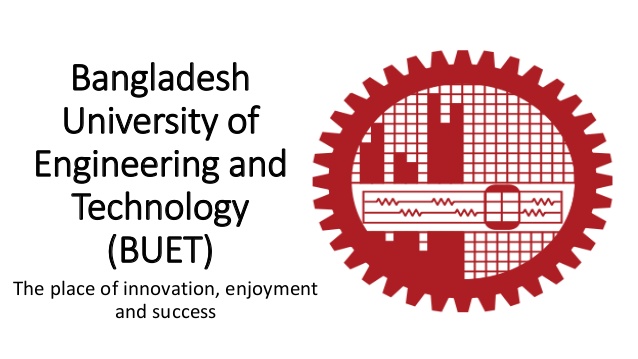 Bangladesh
University of
Engineering and
Technology
(BUET)
The place of innovation, enjoyment
and success